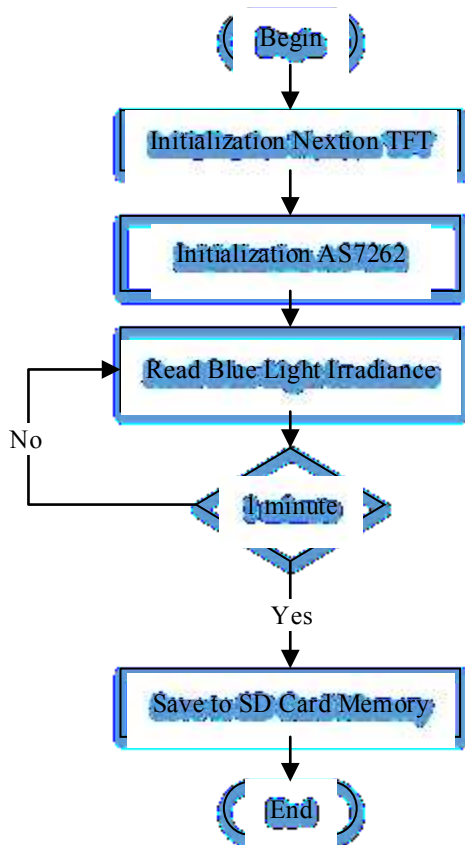 Begin
Initialization Nextion TFT
Initialization AS7262
Read Blue Light Irradiance
No
1 minute
Yes
Save to SD Card Memory
End